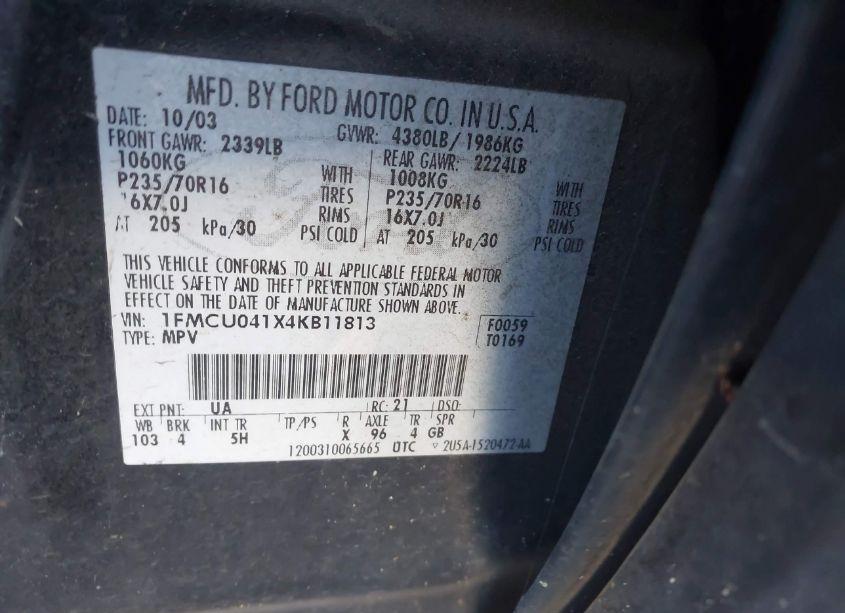 MFD. BY FORD MOTOR CO. IN U.S.A.
DATE: 10/03 GVWR: 4380LB/ 1986KG
FRONT GAWR: 2339LB REAR GAWR: 2224LB
1060KG WITH 1008KG WITH
P235/70R16 TIRES P235/70R16 TIRES
16X7.0J RIMS 16X7.0J RIMS
AT 205 kPa/30 PSI COLD AT 205 kPa/30 PSI COLD
THIS VEHICLE CONFORMS TO ALL APPLICABLE FEDERAL MOTOR
VEHICLE SAFETY AND THEFT PREVENTION STANDARDS IN
EFFECT ON THE DATE OF MANUFACTURE SHOWN ABOVE.
VIN: 1FMCU041X4KB11813 F0059
TYPE: MPV T0169
EXT PNT: UA RC: 21 DSO:
WB BRK INT TR TP/PS R AXLE TR SPR
103 4 5H X 96 4 GB
1200310065665 UTC ▽ 2U5A-1520472-AA